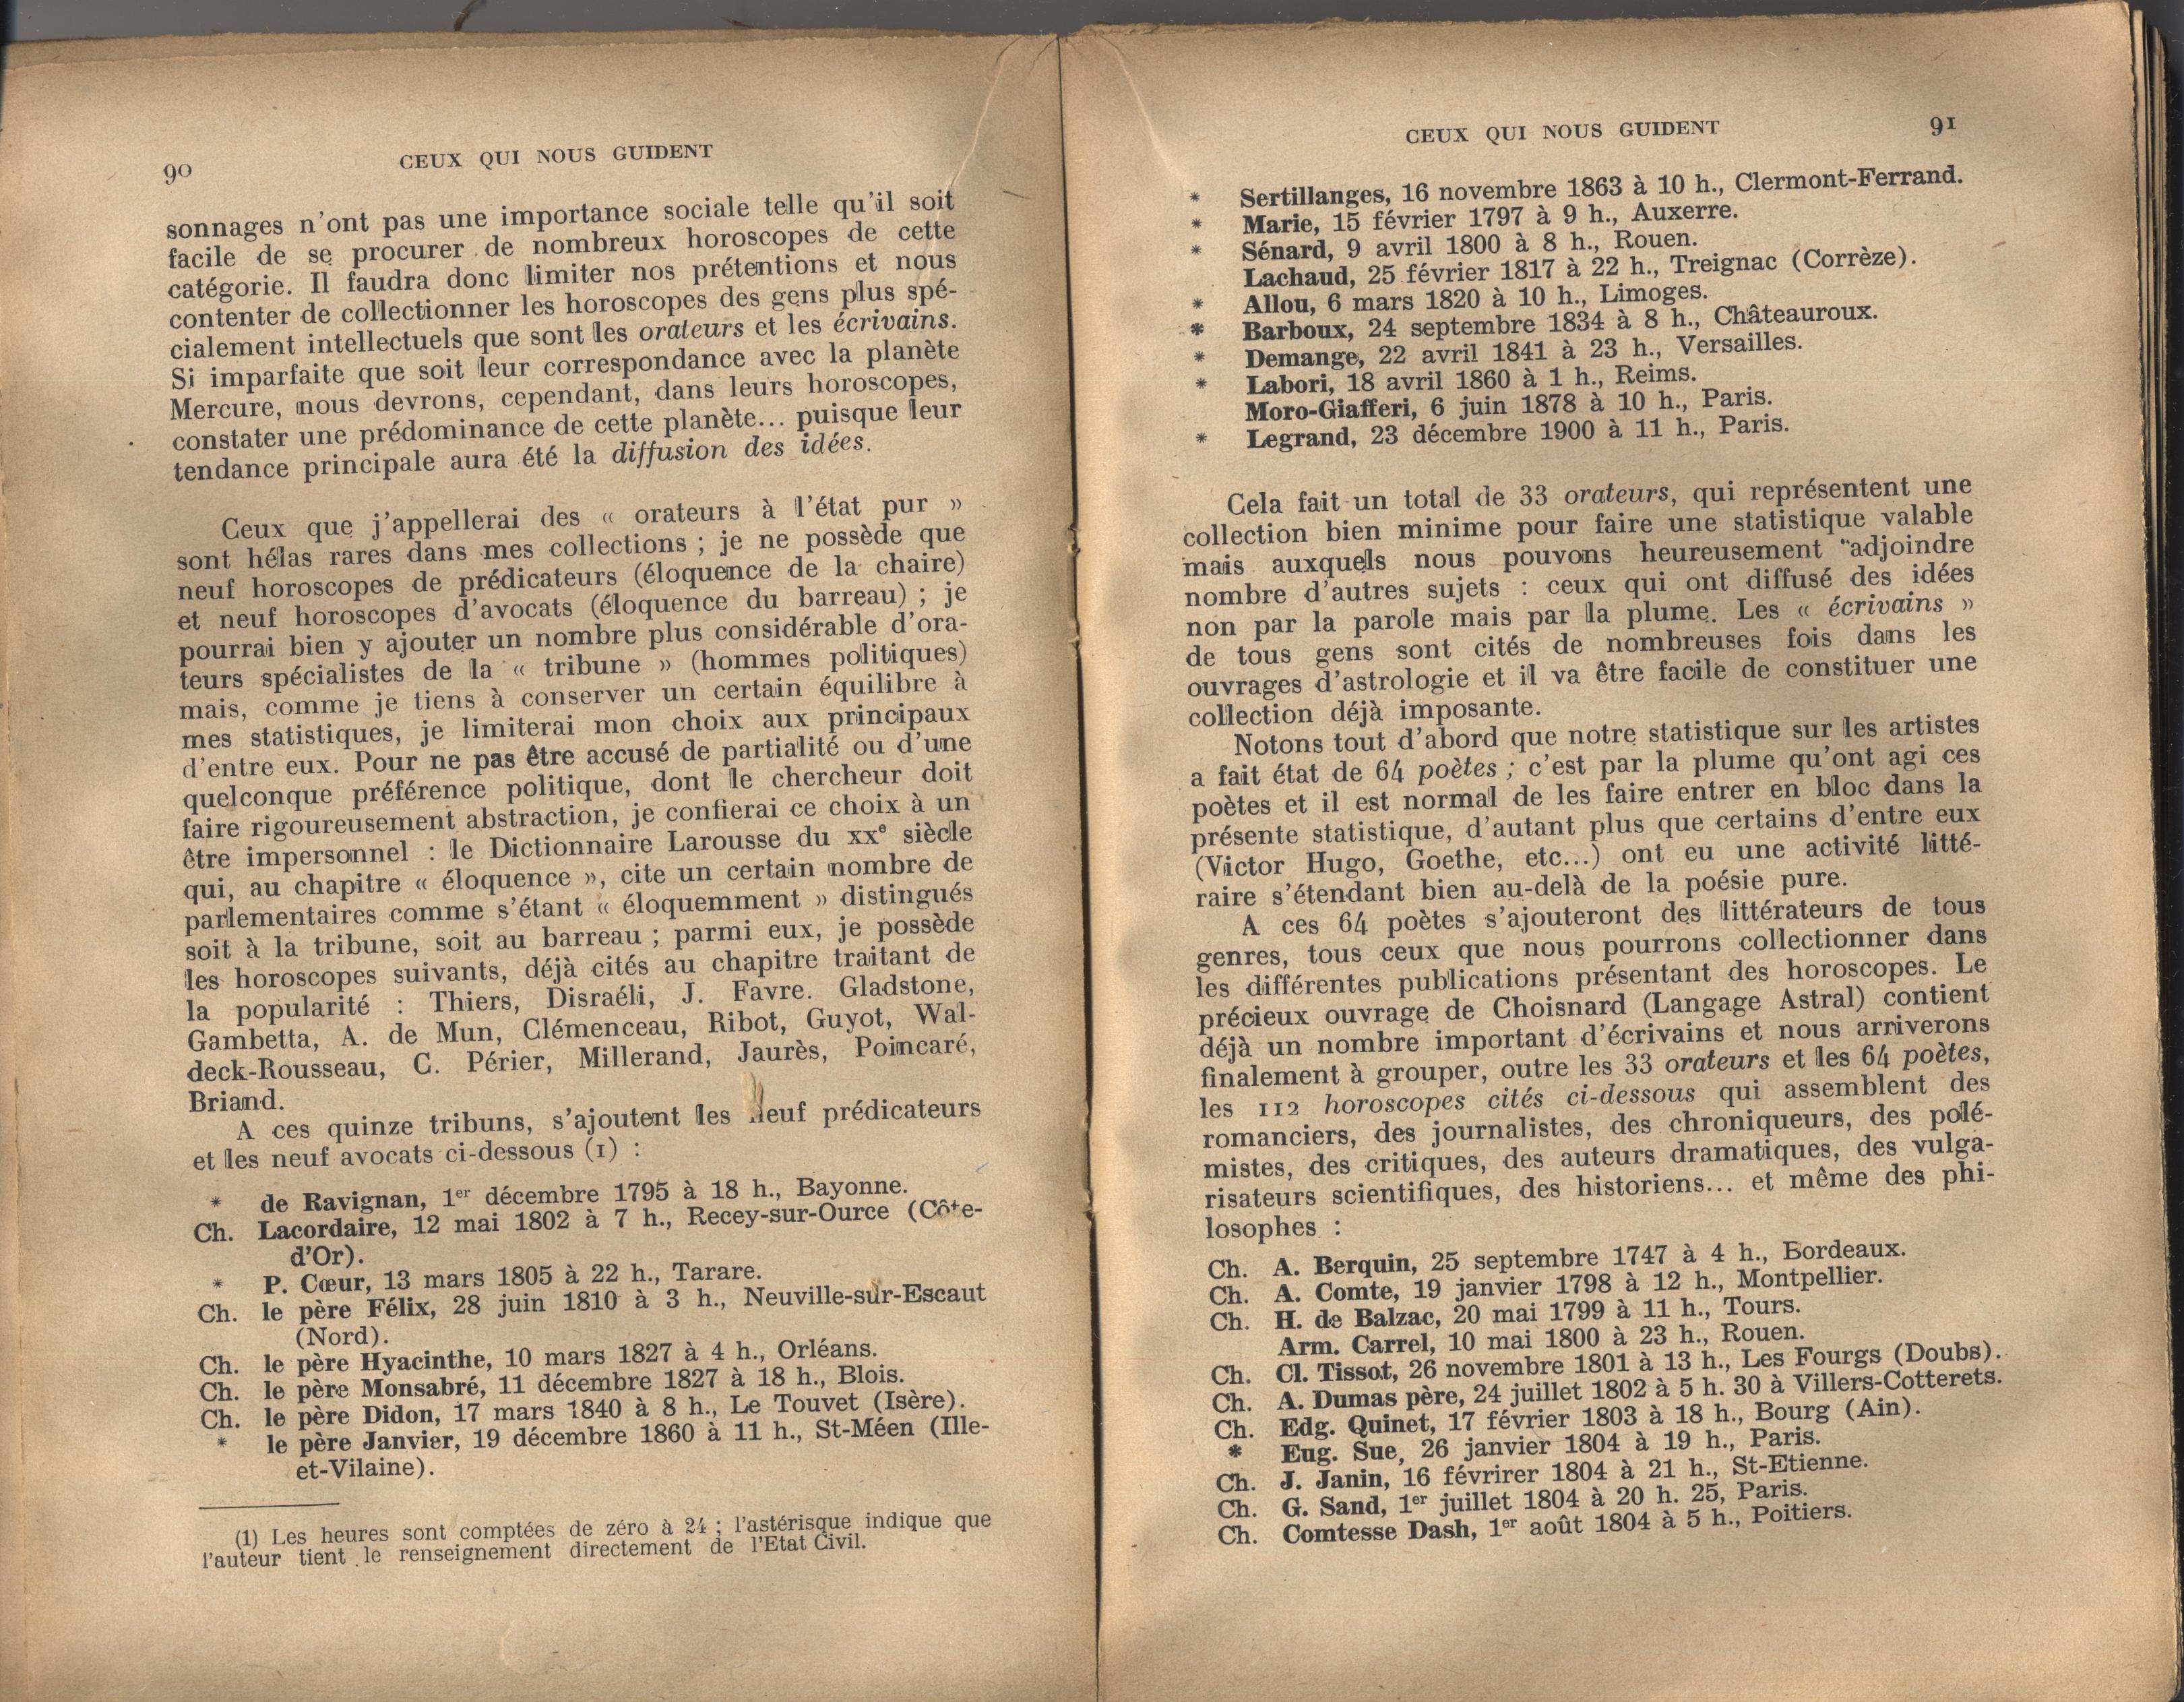 90
CEUX QUI NOUS GUIDENT
sonnages n'ont pas une importance sociale telle qu'il soit
facile de se procurer de nombreux horoscopes de cette
catégorie. Il faudra donc limiter nos prétentions et nous
contenter de collectionner les horoscopes des gens plus spé-
cialement intellectuels que sont les orateurs et les écrivains.
Si imparfaite que soit leur correspondance avec la planète
Mercure, nous devrons, cependant, dans leurs horoscopes,
constater une prédominance de cette planète... puisque leur
tendance principale aura été la diffusion des idées.
Ceux que j'appellerai des « orateurs à l'état pur »
sont hélas rares dans mes collections ; je ne possède que
neuf horoscopes de prédicateurs (éloquence de la chaire)
et neuf horoscopes d'avocats (éloquence du barreau) ; je
pourrai bien y ajouter un nombre plus considérable d'ora-
teurs spécialistes de la « tribune » (hommes politiques)
mais, comme je tiens à conserver un certain équilibre à
mes statistiques, je limiterai mon choix aux principaux
d'entre eux. Pour ne pas être accusé de partialité ou d'une
quelconque préférence politique, dont le chercheur doit
faire rigoureusement abstraction, je confierai ce choix à un
être impersonnel : le Dictionnaire Larousse du XXe siècle
qui, au chapitre « éloquence », cite un certain nombre de
parlementaires comme s'étant « éloquemment » distingués
soit à la tribune, soit au barreau ; parmi eux, je possède
les horoscopes suivants, déjà cités au chapitre traitant de
la popularité : Thiers, Disraéli, J. Favre. Gladstone,
Gambetta, A. de Mun, Clémenceau, Ribot, Guyot, Wal-
deck-Rousseau, C. Périer, Millerand, Jaurès, Poincaré,
Briand.
A ces quinze tribuns, s'ajoutent les neuf prédicateurs
et les neuf avocats ci-dessous (1) :
* de Ravignan, 1er décembre 1795 à 18 h., Bayonne.
Ch. Lacordaire, 12 mai 1802 à 7 h., Recey-sur-Ource (Côte-
d'Or).
* P. Cœur, 13 mars 1805 à 22 h., Tarare.
Ch. le père Félix, 28 juin 1810 à 3 h., Neuville-sur-Escaut
(Nord).
Ch. le père Hyacinthe, 10 mars 1827 à 4 h., Orléans.
Ch. le père Monsabré, 11 décembre 1827 à 18 h., Blois.
Ch. le père Didon, 17 mars 1840 à 8 h., Le Touvet (Isère).
* le père Janvier, 19 décembre 1860 à 11 h., St-Méen (Ille-
et-Vilaine).
(1) Les heures sont comptées de zéro à 24 ; l'astérisque indique que
l'auteur tient le renseignement directement de l'Etat Civil.
CEUX QUI NOUS GUIDENT
91
* Sertillanges, 16 novembre 1863 à 10 h., Clermont-Ferrand.
* Marie, 15 février 1797 à 9 h., Auxerre.
* Sénard, 9 avril 1800 à 8 h., Rouen.
Lachaud, 25 février 1817 à 22 h., Treignac (Corrèze).
* Allou, 6 mars 1820 à 10 h., Limoges.
* Barboux, 24 septembre 1834 à 8 h., Châteauroux.
* Demange, 22 avril 1841 à 23 h., Versailles.
* Labori, 18 avril 1860 à 1 h., Reims.
Moro-Giafferi, 6 juin 1878 à 10 h., Paris.
* Legrand, 23 décembre 1900 à 11 h., Paris.
Cela fait un total de 33 orateurs, qui représentent une
collection bien minime pour faire une statistique valable
mais auxquels nous pouvons heureusement adjoindre
nombre d'autres sujets : ceux qui ont diffusé des idées
non par la parole mais par la plume. Les « écrivains »
de tous gens sont cités de nombreuses fois dans les
ouvrages d'astrologie et il va être facile de constituer une
collection déjà imposante.
Notons tout d'abord que notre statistique sur les artistes
a fait état de 64 poètes ; c'est par la plume qu'ont agi ces
poètes et il est normal de les faire entrer en bloc dans la
présente statistique, d'autant plus que certains d'entre eux
(Victor Hugo, Goethe, etc...) ont eu une activité litté-
raire s'étendant bien au-delà de la poésie pure.
A ces 64 poètes s'ajouteront des littérateurs de tous
genres, tous ceux que nous pourrons collectionner dans
les différentes publications présentant des horoscopes. Le
précieux ouvrage de Choisnard (Langage Astral) contient
déjà un nombre important d'écrivains et nous arriverons
finalement à grouper, outre les 33 orateurs et les 64 poètes,
les 112 horoscopes cités ci-dessous qui assemblent des
romanciers, des journalistes, des chroniqueurs, des polé-
mistes, des critiques, des auteurs dramatiques, des vulga-
risateurs scientifiques, des historiens... et même des phi-
losophes :
Ch. A. Berquin, 25 septembre 1747 à 4 h., Bordeaux.
Ch. A. Comte, 19 janvier 1798 à 12 h., Montpellier.
Ch. H. de Balzac, 20 mai 1799 à 11 h., Tours.
Arm. Carrel, 10 mai 1800 à 23 h., Rouen.
Ch. Cl. Tissot, 26 novembre 1801 à 13 h., Les Fourgs (Doubs).
Ch. A. Dumas père, 24 juillet 1802 à 5 h. 30 à Villers-Cotterets.
Ch. Edg. Quinet, 17 février 1803 à 18 h., Bourg (Ain).
* Eug. Sue, 26 janvier 1804 à 19 h., Paris.
Ch. J. Janin, 16 févrirer 1804 à 21 h., St-Etienne.
Ch. G. Sand, 1er juillet 1804 à 20 h. 25, Paris.
Ch. Comtesse Dash, 1er août 1804 à 5 h., Poitiers.